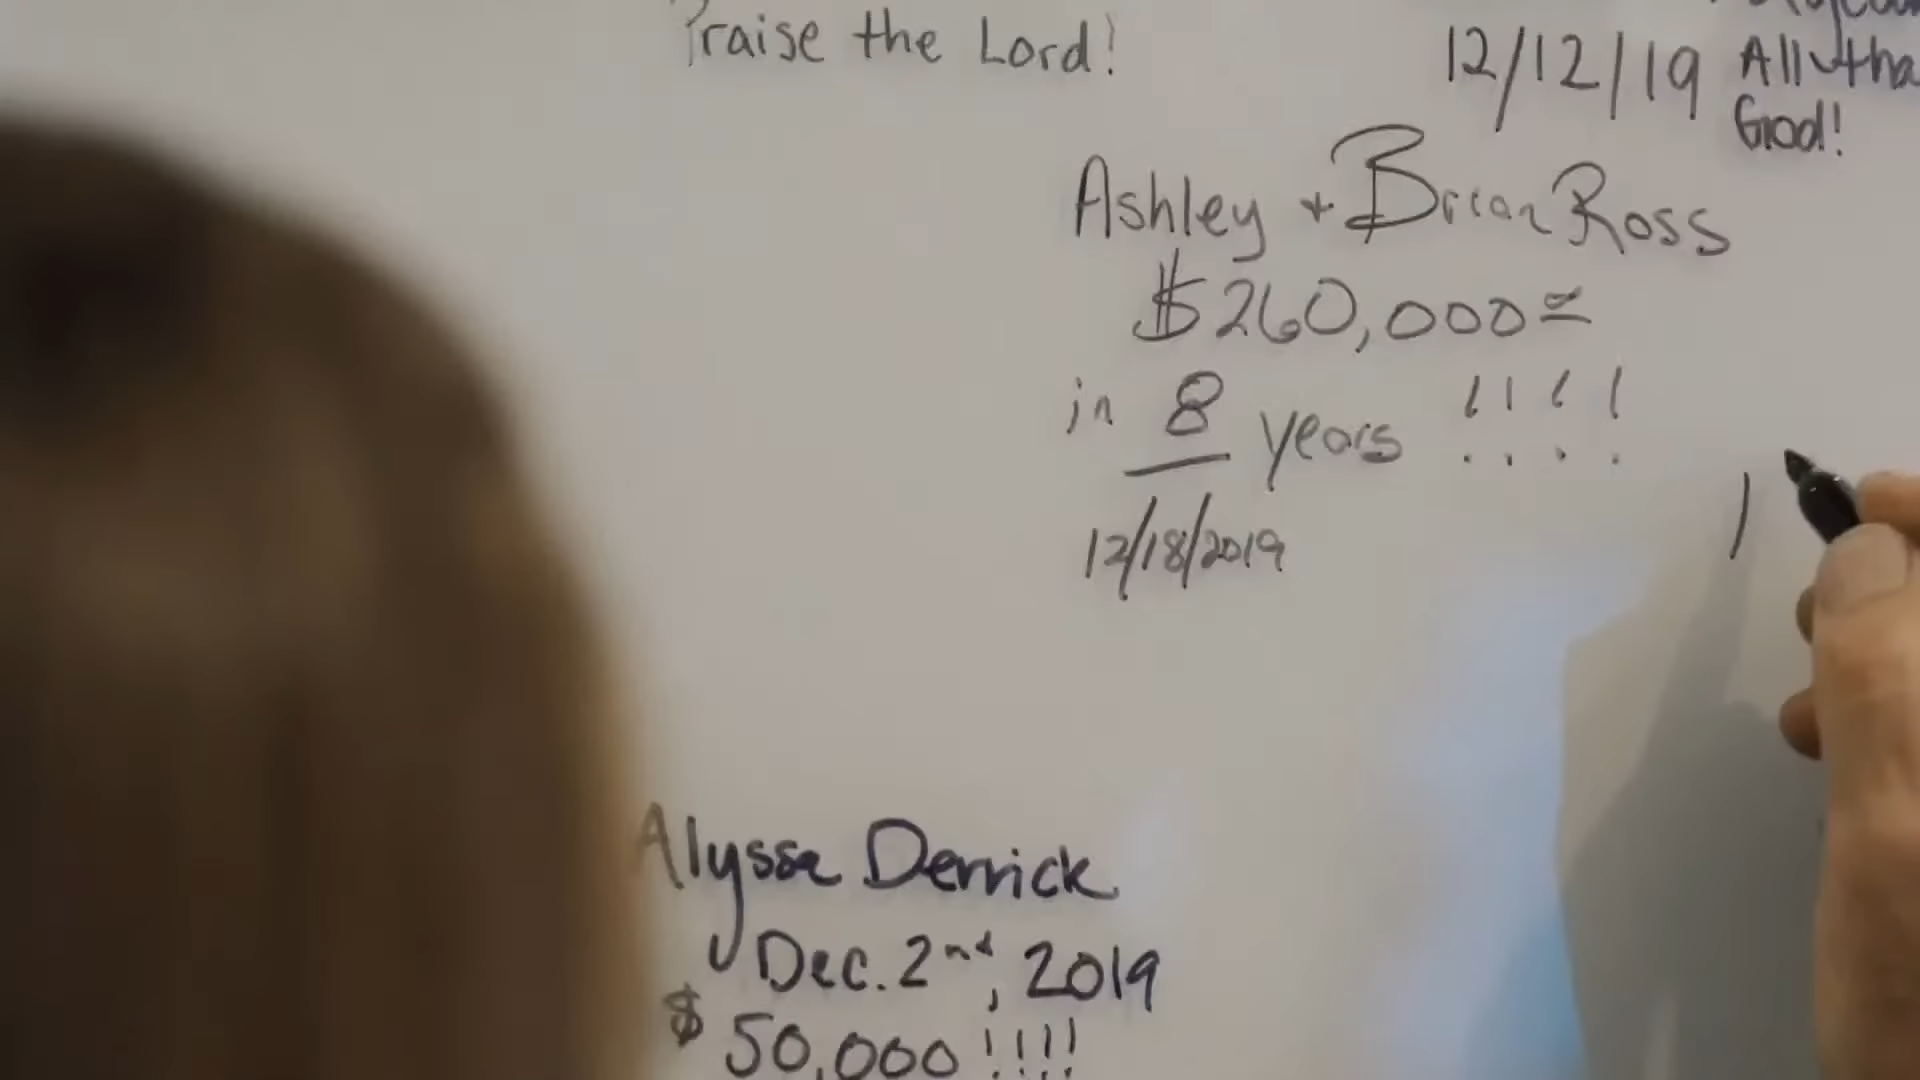 Praise the Lord!
12/12/19
All
God!
Ashley + Brian Ross
$260,000=
in 8 years !!!!
12/18/2019
Alyssa Derrick
Dec. 2nd, 2019
$50,000!!!!